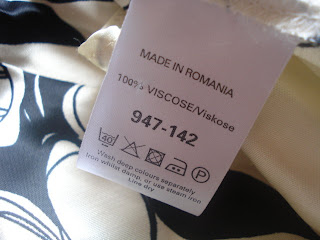 MADE IN ROMANIA
100% VISCOSE/Viskose
947-142
40 P
Wash deep colours separately
Iron whilst damp, or use steam iron
Line dry